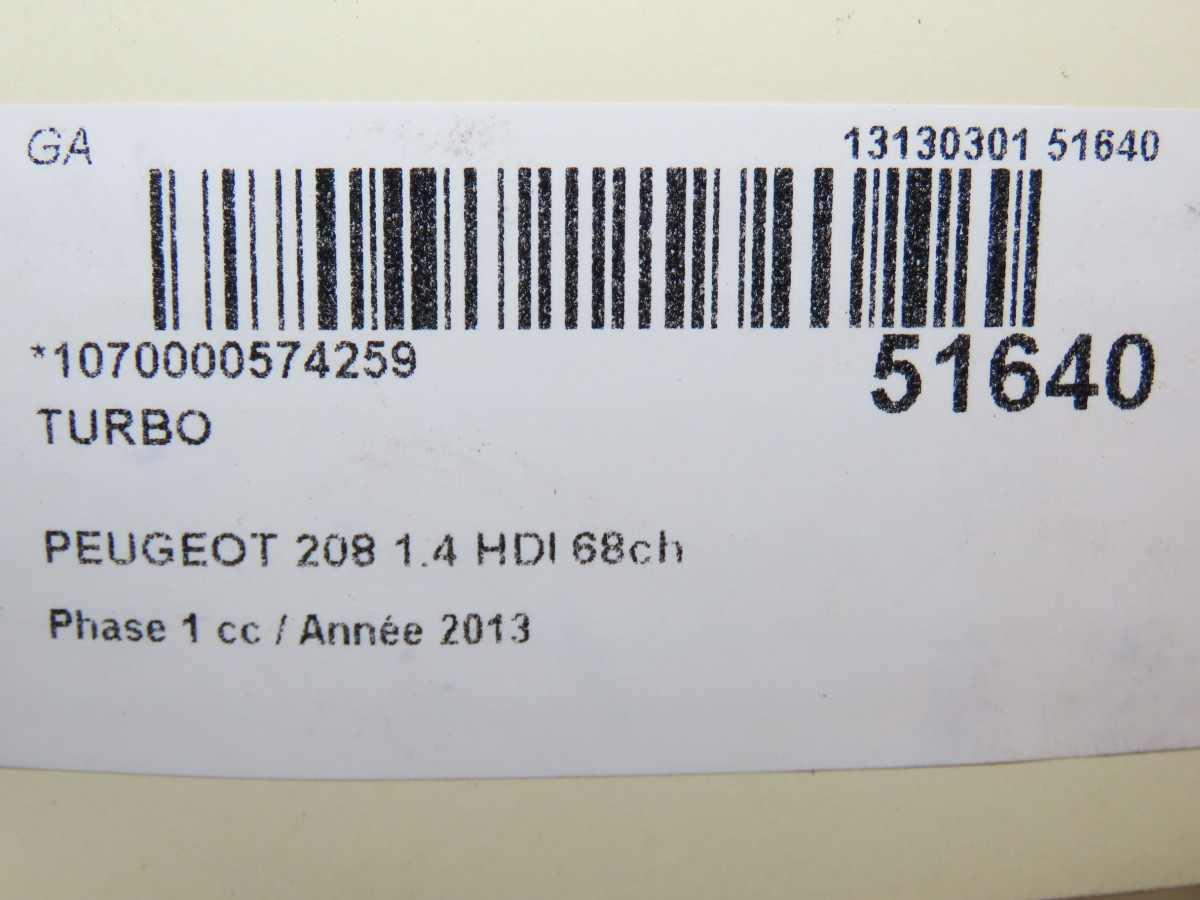 GA
13130301 51640
*1070000574259
51640
TURBO
PEUGEOT 208 1.4 HDI 68ch
Phase 1 cc / Année 2013